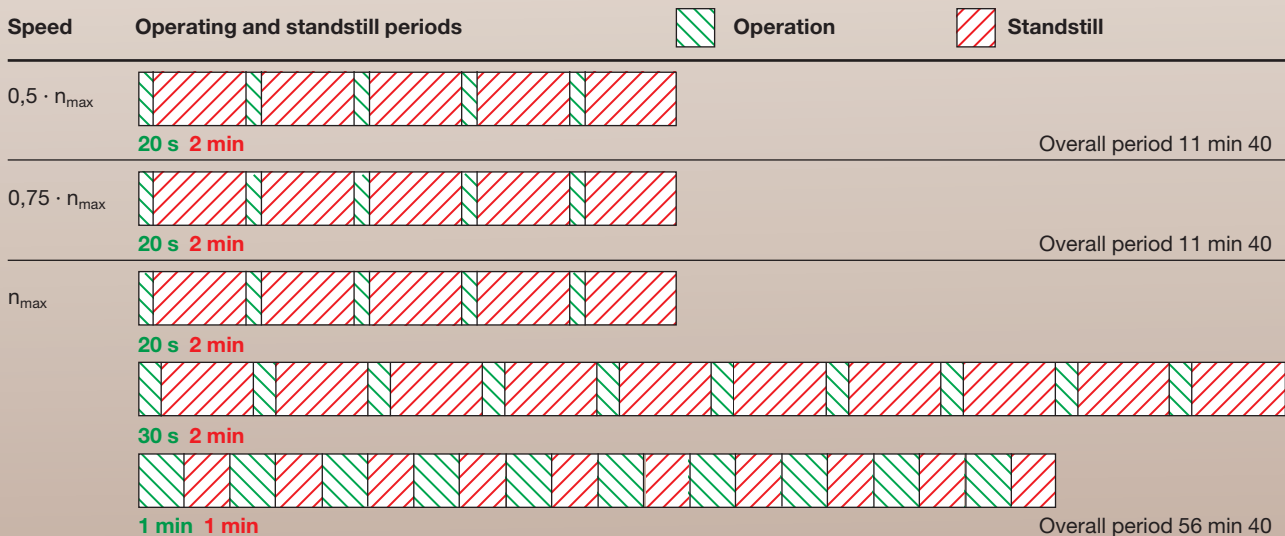 Speed Operating and standstill periods Operation Standstill
0,5 · nmax
20 s 2 min Overall period 11 min 40
0,75 · nmax
20 s 2 min Overall period 11 min 40
nmax
20 s 2 min
30 s 2 min
1 min 1 min Overall period 56 min 40